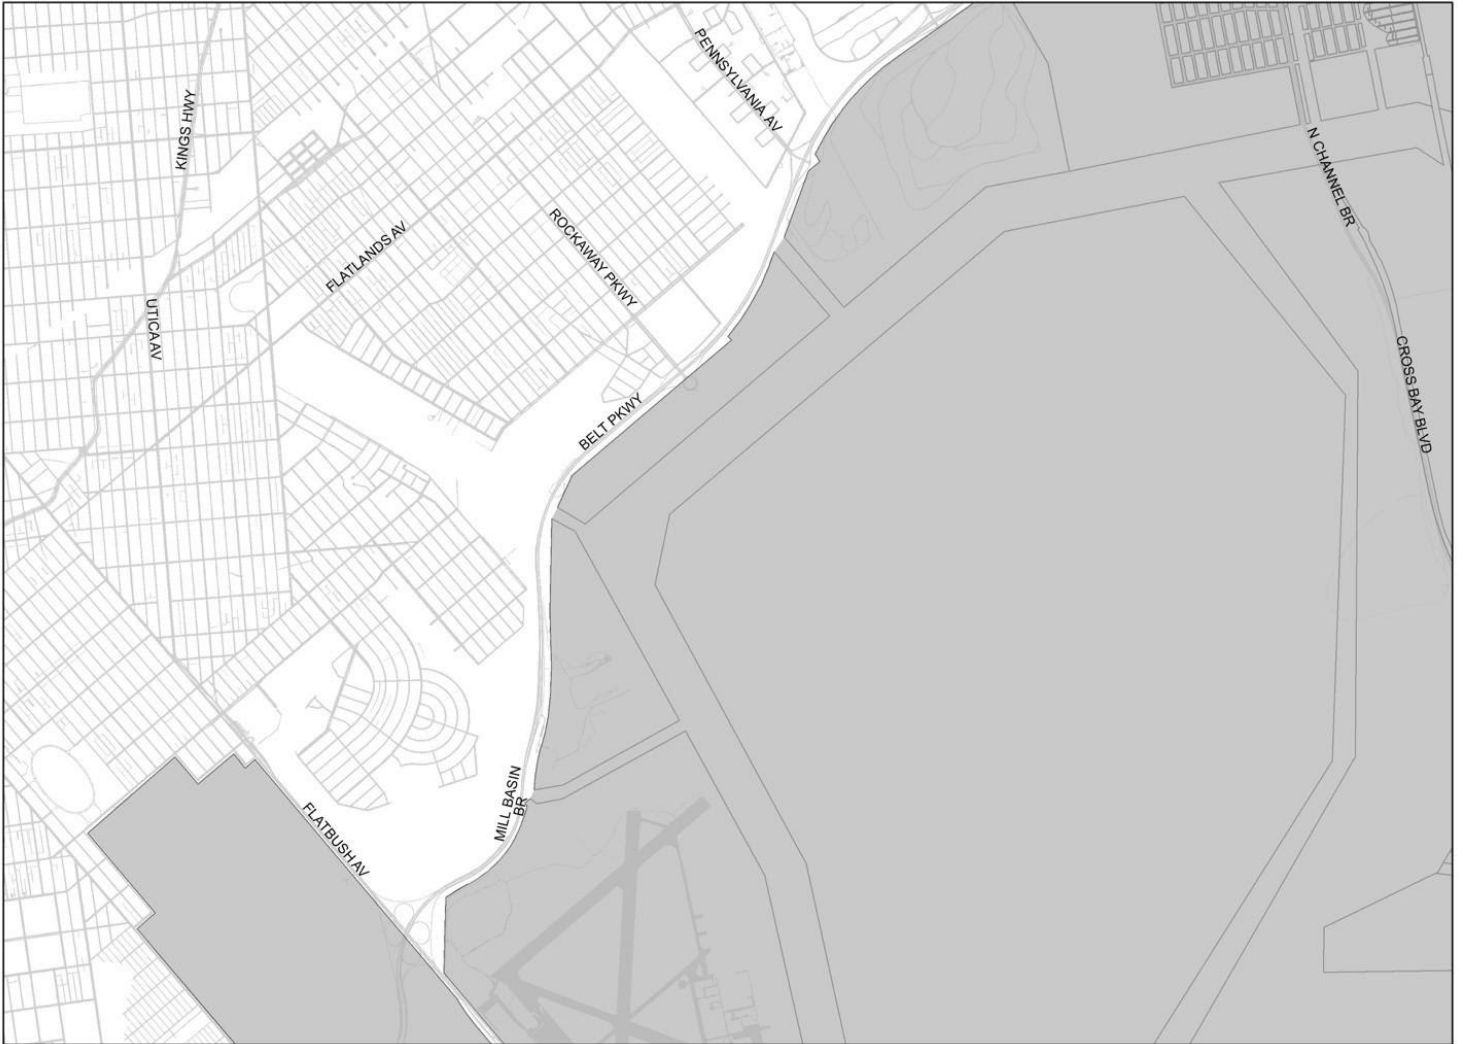 PENNSYLVANIA AV
KINGS HWY
N CHANNEL BR
FLATLANDS AV
ROCKAWAY PKWY
UTICA AV
CROSS BAY BLVD
BELT PKWY
MILL BASIN
BR
FLATBUSH AV